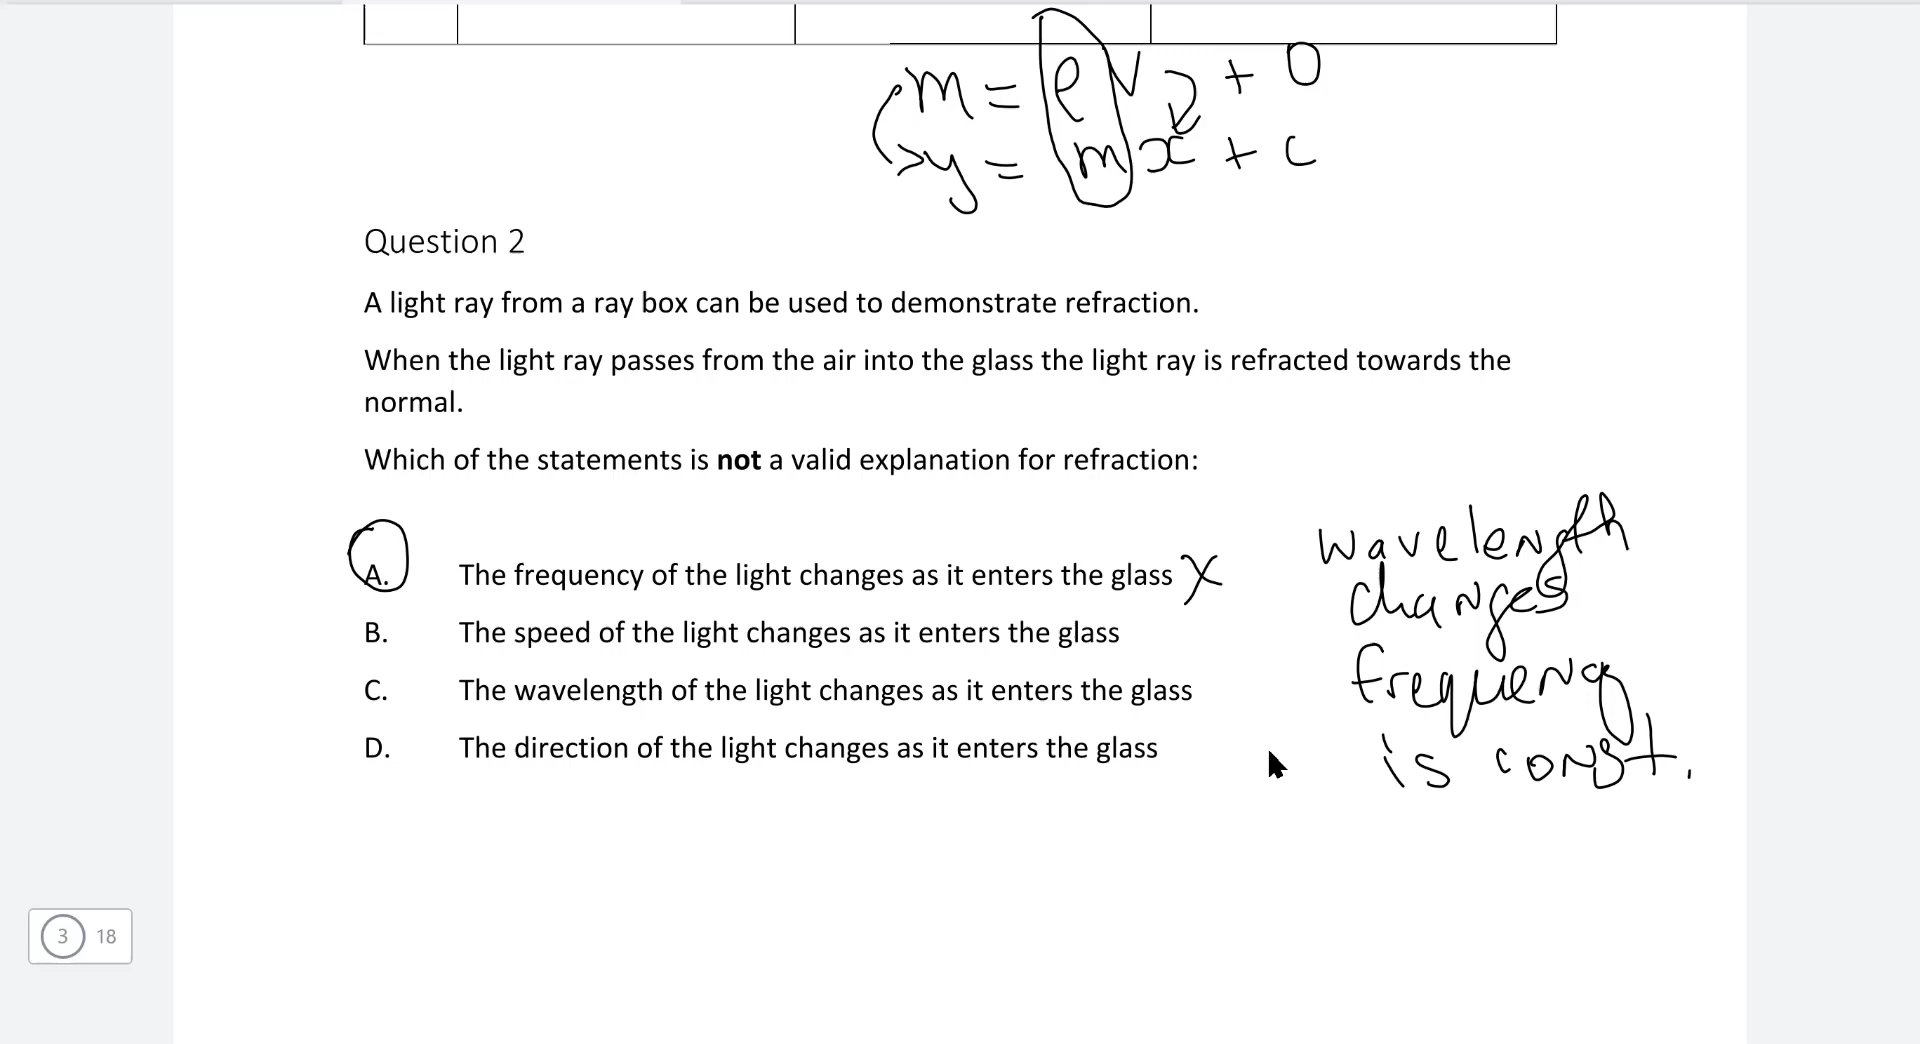 m = ρV + 0
y = mx + c
Question 2
A light ray from a ray box can be used to demonstrate refraction.
When the light ray passes from the air into the glass the light ray is refracted towards the
normal.
Which of the statements is not a valid explanation for refraction:
A. The frequency of the light changes as it enters the glass X
B. The speed of the light changes as it enters the glass
C. The wavelength of the light changes as it enters the glass
D. The direction of the light changes as it enters the glass
wavelength
changes
frequency
is const.
3 18